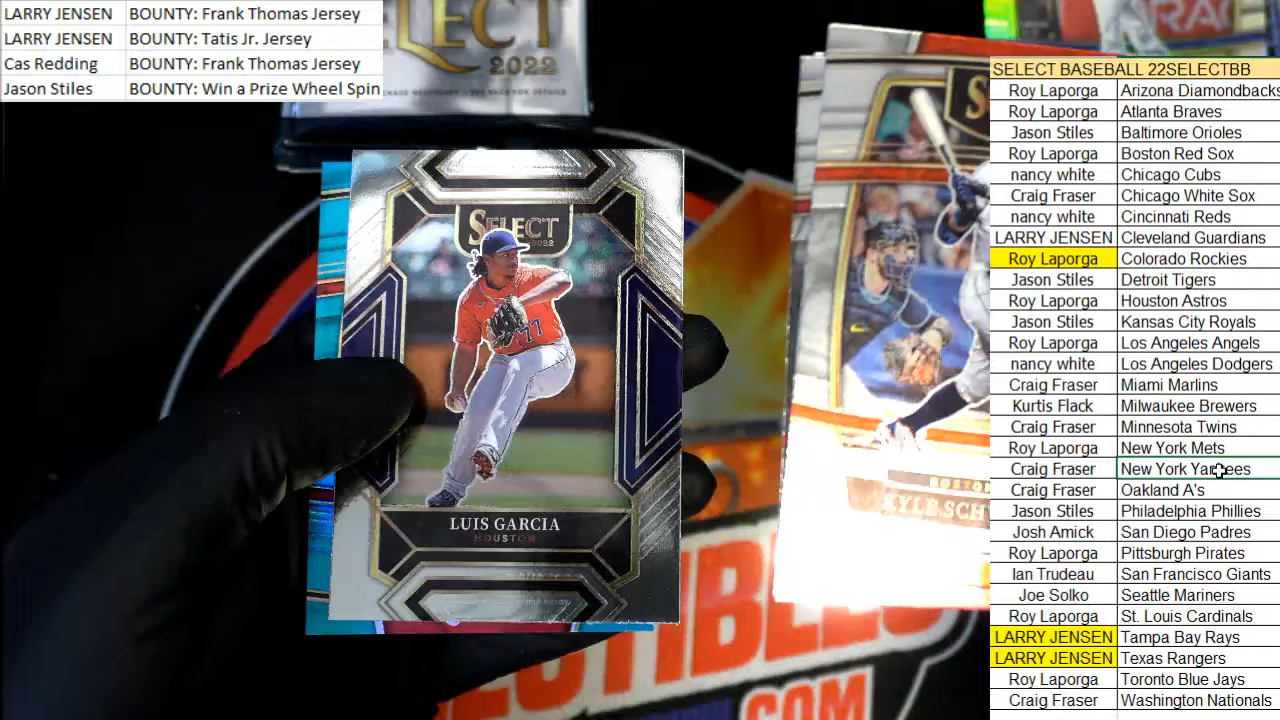 LARRY JENSEN BOUNTY: Frank Thomas Jersey
LARRY JENSEN BOUNTY: Tatis Jr. Jersey
Cas Redding BOUNTY: Frank Thomas Jersey
Jason Stiles BOUNTY: Win a Prize Wheel Spin
2022
SELECT
2022
77
LUIS GARCIA
HOUSTON
BOSTON
KYLE SCH
.COM
SELECT BASEBALL 22SELECTBB
Roy Laporga Arizona Diamondbacks
Roy Laporga Atlanta Braves
Jason Stiles Baltimore Orioles
Roy Laporga Boston Red Sox
nancy white Chicago Cubs
Craig Fraser Chicago White Sox
nancy white Cincinnati Reds
LARRY JENSEN Cleveland Guardians
Roy Laporga Colorado Rockies
Jason Stiles Detroit Tigers
Roy Laporga Houston Astros
Jason Stiles Kansas City Royals
Roy Laporga Los Angeles Angels
nancy white Los Angeles Dodgers
Craig Fraser Miami Marlins
Kurtis Flack Milwaukee Brewers
Craig Fraser Minnesota Twins
Roy Laporga New York Mets
Craig Fraser New York Yankees
Craig Fraser Oakland A's
Jason Stiles Philadelphia Phillies
Josh Amick San Diego Padres
Roy Laporga Pittsburgh Pirates
Ian Trudeau San Francisco Giants
Joe Solko Seattle Mariners
Roy Laporga St. Louis Cardinals
LARRY JENSEN Tampa Bay Rays
LARRY JENSEN Texas Rangers
Roy Laporga Toronto Blue Jays
Craig Fraser Washington Nationals